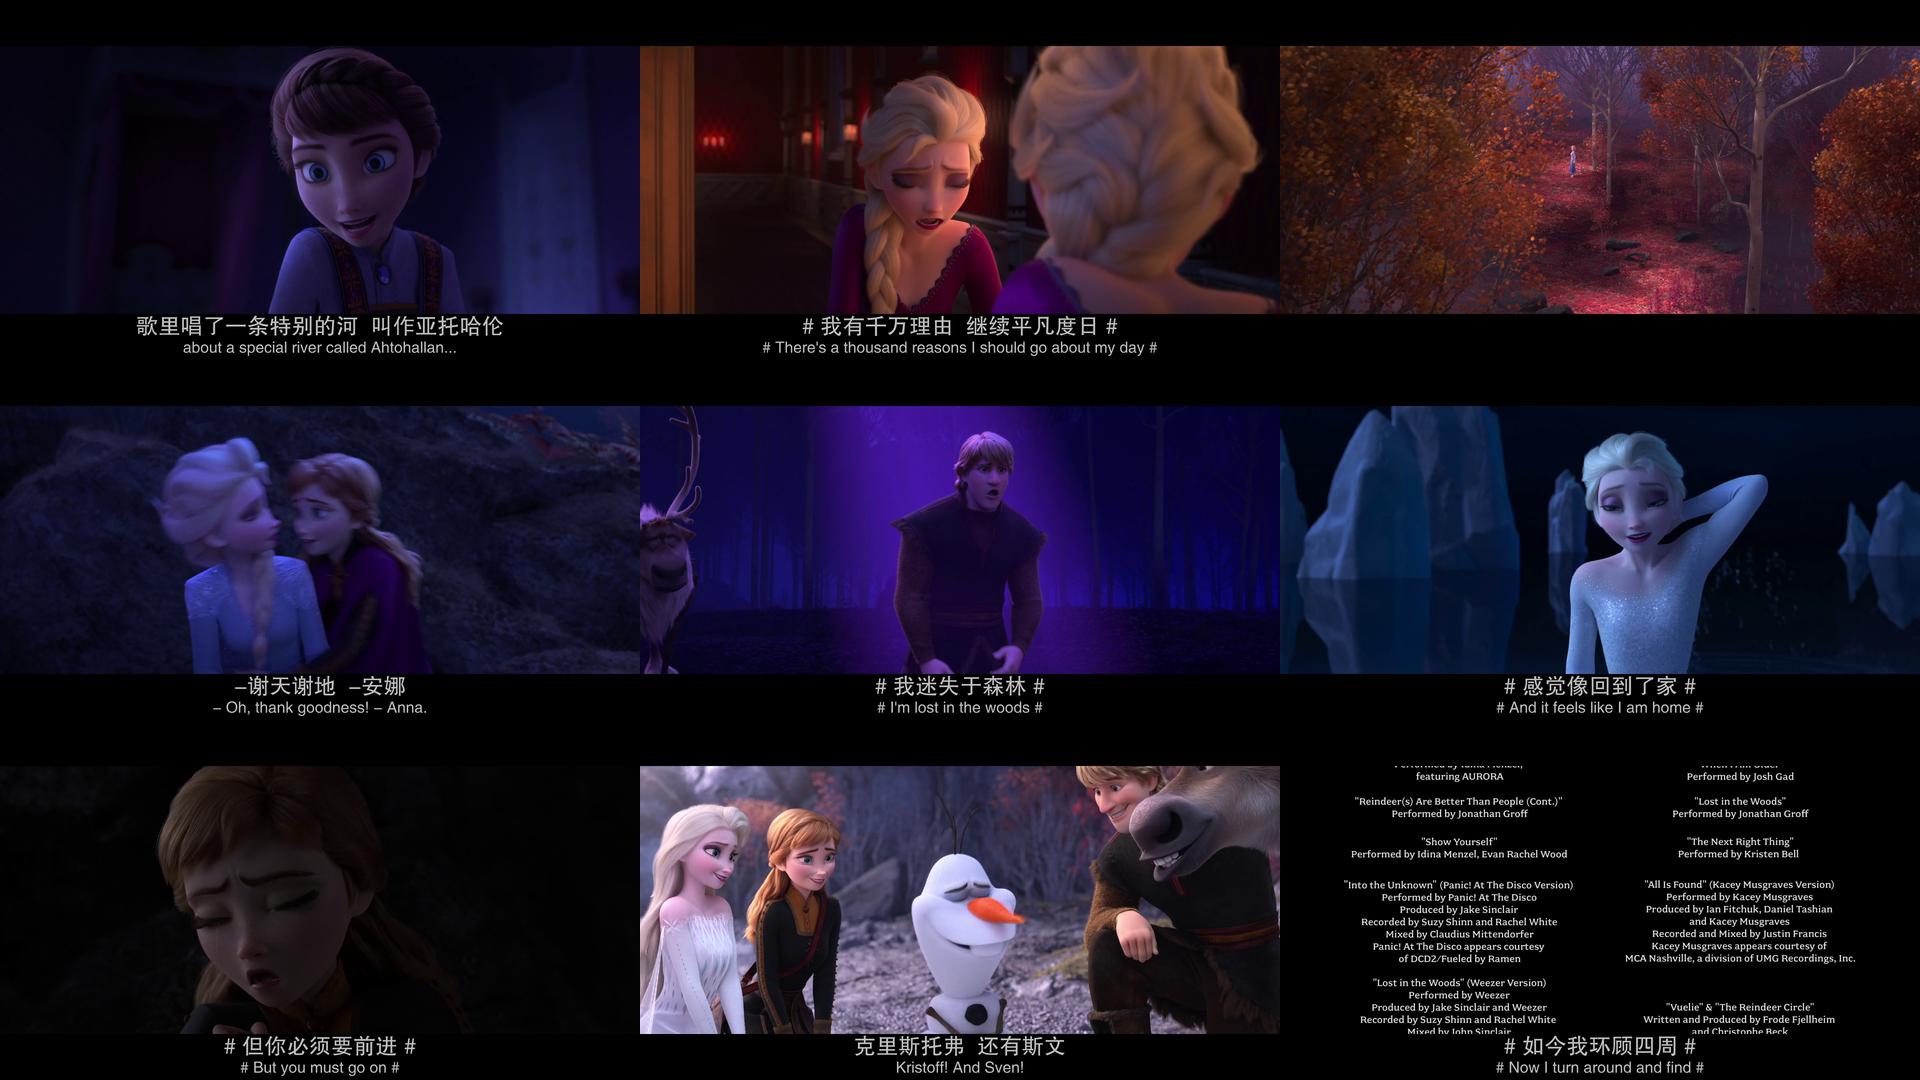 歌里唱了一条特别的河 叫作亚托哈伦
about a special river called Ahtohallan...
# 我有千万理由 继续平凡度日 #
# There's a thousand reasons I should go about my day #
–谢天谢地 –安娜
– Oh, thank goodness! – Anna.
# 我迷失于森林 #
# I'm lost in the woods #
# 感觉像回到了家 #
# And it feels like I am home #
# 但你必须要前进 #
# But you must go on #
克里斯托弗 还有斯文
Kristoff! And Sven!
featuring AURORA
"Reindeer(s) Are Better Than People (Cont.)"
Performed by Jonathan Groff
"Show Yourself"
Performed by Idina Menzel, Evan Rachel Wood
"Into the Unknown" (Panic! At The Disco Version)
Performed by Panic! At The Disco
Produced by Jake Sinclair
Recorded by Suzy Shinn and Rachel White
Mixed by Claudius Mittendorfer
Panic! At The Disco appears courtesy
of DCD2/Fueled by Ramen
"Lost in the Woods" (Weezer Version)
Performed by Weezer
Produced by Jake Sinclair and Weezer
Recorded by Suzy Shinn and Rachel White
Mixed by John Sinclair
Performed by Josh Gad
"Lost in the Woods"
Performed by Jonathan Groff
"The Next Right Thing"
Performed by Kristen Bell
"All Is Found" (Kacey Musgraves Version)
Performed by Kacey Musgraves
Produced by Ian Fitchuk, Daniel Tashian
and Kacey Musgraves
Recorded and Mixed by Justin Francis
Kacey Musgraves appears courtesy of
MCA Nashville, a division of UMG Recordings, Inc.
"Vuelie" & "The Reindeer Circle"
Written and Produced by Frode Fjellheim
and Christophe Beck
# 如今我环顾四周 #
# Now I turn around and find #